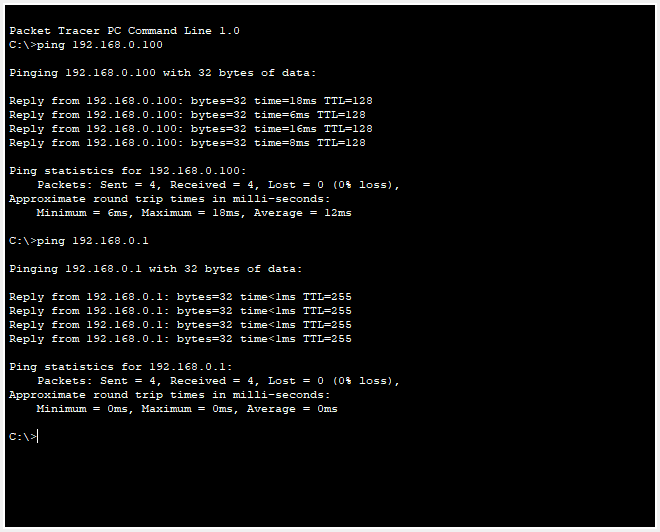 Packet Tracer PC Command Line 1.0
C:\>ping 192.168.0.100
Pinging 192.168.0.100 with 32 bytes of data:
Reply from 192.168.0.100: bytes=32 time=18ms TTL=128
Reply from 192.168.0.100: bytes=32 time=6ms TTL=128
Reply from 192.168.0.100: bytes=32 time=16ms TTL=128
Reply from 192.168.0.100: bytes=32 time=8ms TTL=128
Ping statistics for 192.168.0.100:
    Packets: Sent = 4, Received = 4, Lost = 0 (0% loss),
Approximate round trip times in milli-seconds:
    Minimum = 6ms, Maximum = 18ms, Average = 12ms
C:\>ping 192.168.0.1
Pinging 192.168.0.1 with 32 bytes of data:
Reply from 192.168.0.1: bytes=32 time<1ms TTL=255
Reply from 192.168.0.1: bytes=32 time<1ms TTL=255
Reply from 192.168.0.1: bytes=32 time<1ms TTL=255
Reply from 192.168.0.1: bytes=32 time<1ms TTL=255
Ping statistics for 192.168.0.1:
    Packets: Sent = 4, Received = 4, Lost = 0 (0% loss),
Approximate round trip times in milli-seconds:
    Minimum = 0ms, Maximum = 0ms, Average = 0ms
C:\>